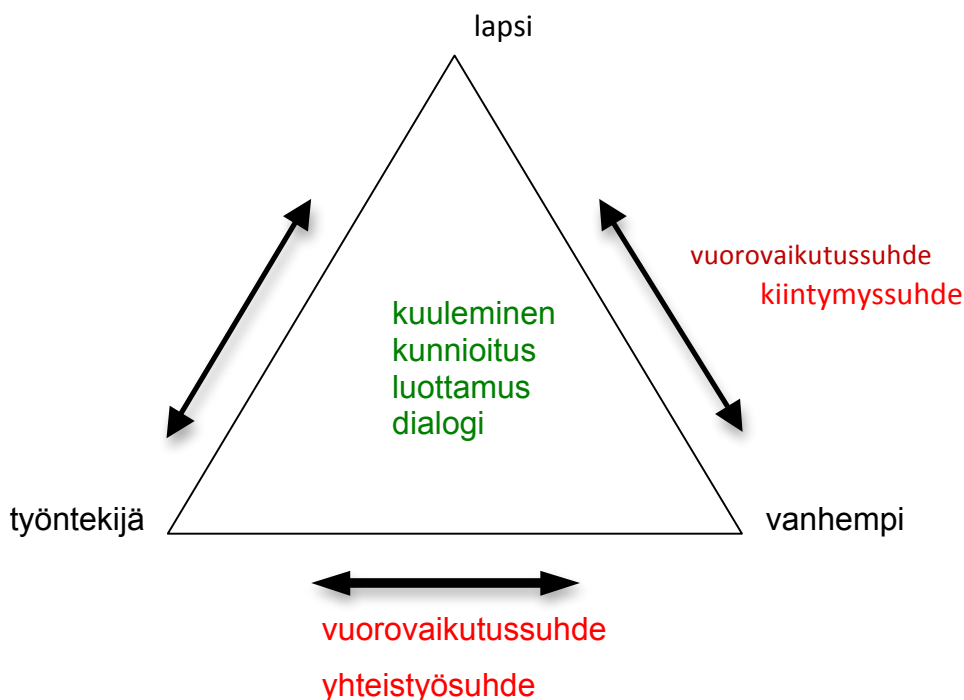 lapsi
vuorovaikutussuhde
kiintymyssuhde
kuuleminen
kunnioitus
luottamus
dialogi
työntekijä
vanhempi
vuorovaikutussuhde
yhteistyösuhde